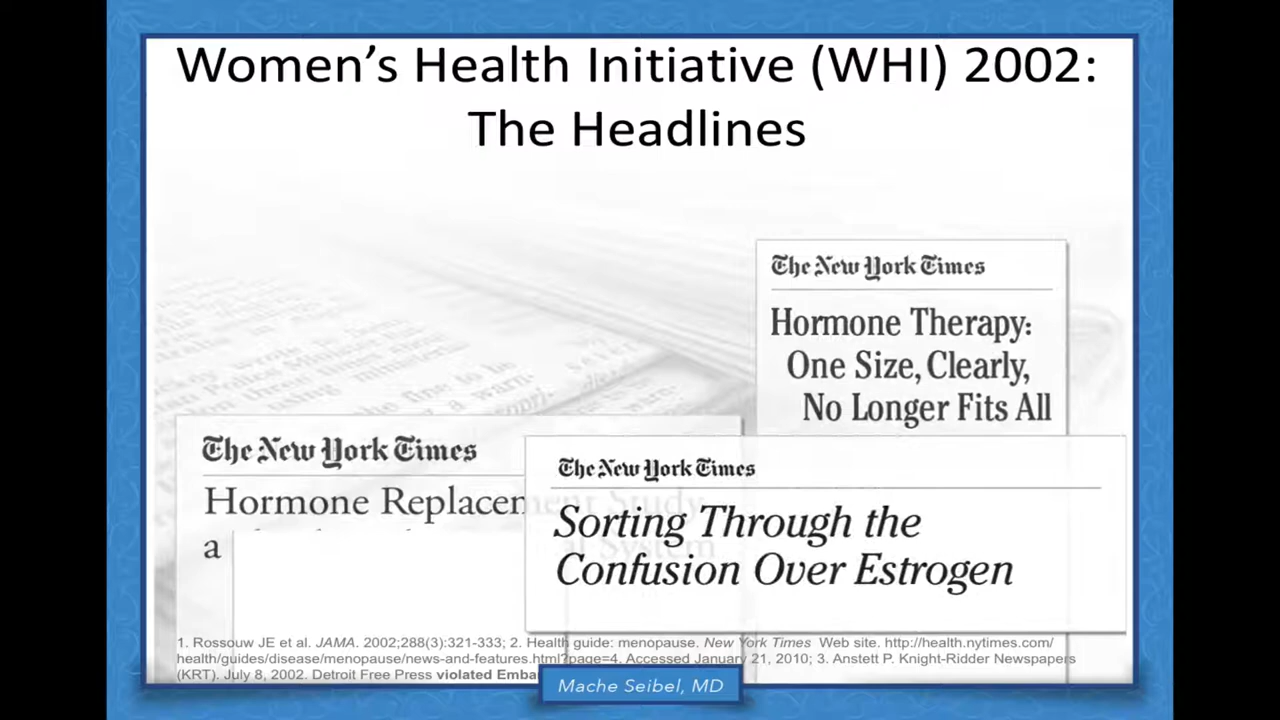 Women's Health Initiative (WHI) 2002:
The Headlines
The New York Times
Hormone Therapy:
One Size, Clearly,
No Longer Fits All
The New York Times
Hormone Replacement Study
a
al System
The New York Times
Sorting Through the
Confusion Over Estrogen
1. Rossouw JE et al. JAMA. 2002;288(3):321-333; 2. Health guide: menopause. New York Times Web site. http://health.nytimes.com/
health/guides/disease/menopause/news-and-features.html?page=4. Accessed January 21, 2010; 3. Anstett P. Knight-Ridder Newspapers
(KRT). July 8, 2002. Detroit Free Press violated Emba
Mache Seibel, MD